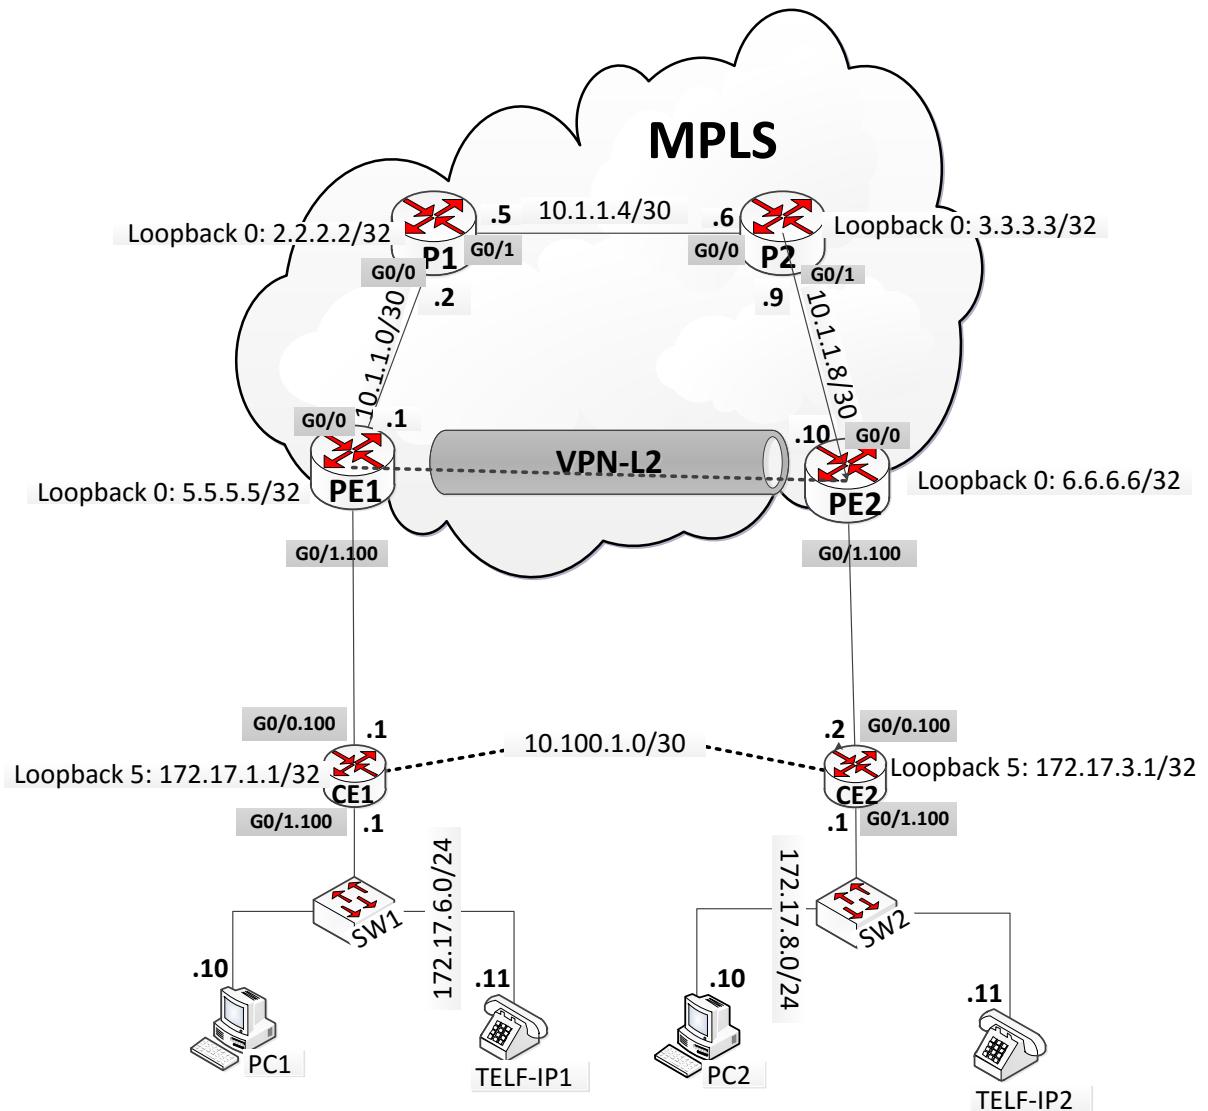 MPLS
10.1.1.4/30
.5
.6
Loopback 0: 2.2.2.2/32
Loopback 0: 3.3.3.3/32
G0/1
G0/0
P1
P2
G0/0
G0/1
.2
.9
10.1.1.0/30
10.1.1.8/30
G0/0
.1
.10
G0/0
VPN-L2
Loopback 0: 5.5.5.5/32
PE1
Loopback 0: 6.6.6.6/32
PE2
G0/1.100
G0/1.100
G0/0.100
.1
.2
G0/0.100
10.100.1.0/30
Loopback 5: 172.17.1.1/32
Loopback 5: 172.17.3.1/32
CE1
CE2
G0/1.100
.1
.1
G0/1.100
172.17.6.0/24
172.17.8.0/24
SW1
SW2
.10
.11
.10
.11
PC1
TELF-IP1
PC2
TELF-IP2